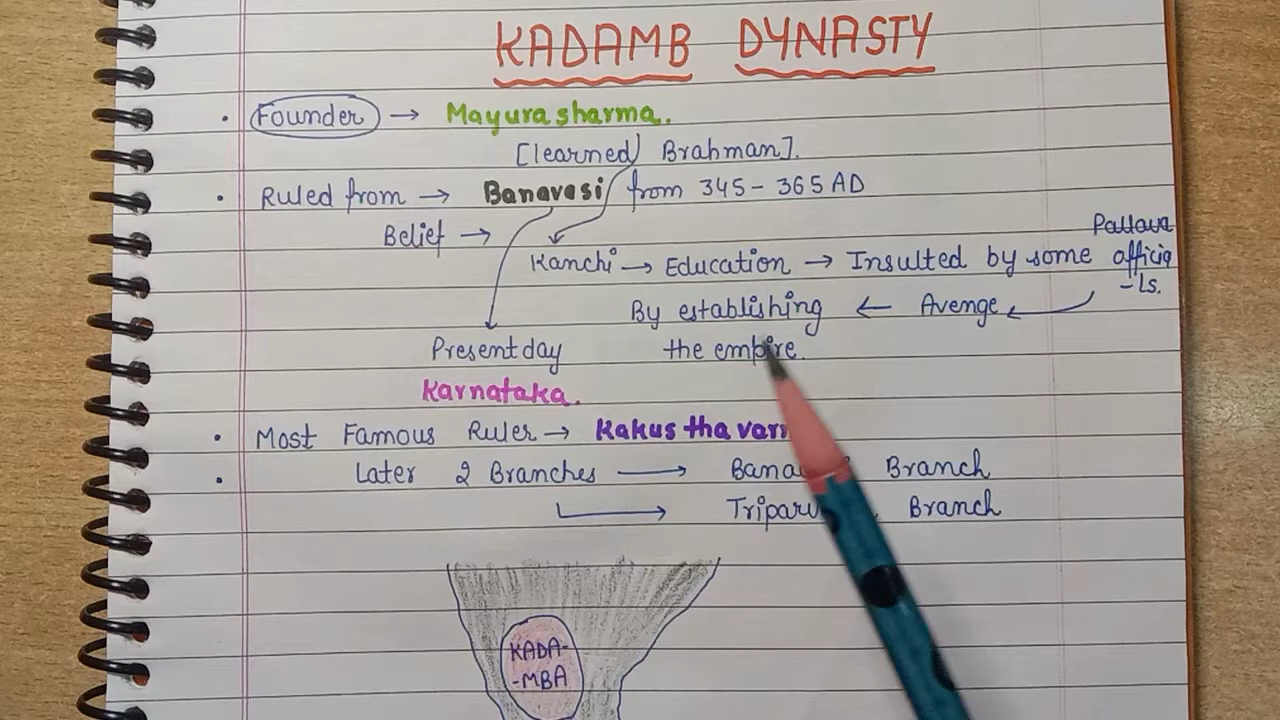 KADAMB DYNASTY
• Founder → Mayurasharma.
[learned Brahman].
• Ruled from → Banavasi from 345 - 365 AD
Belief →
Pallava
Kanchi → Education → Insulted by some officia
-ls.
By establishing ← Avenge
the empire.
Present day
Karnataka.
• Most Famous Ruler → 
• Later 2 Branches → Branch
→ Branch
KADA-
-MBA